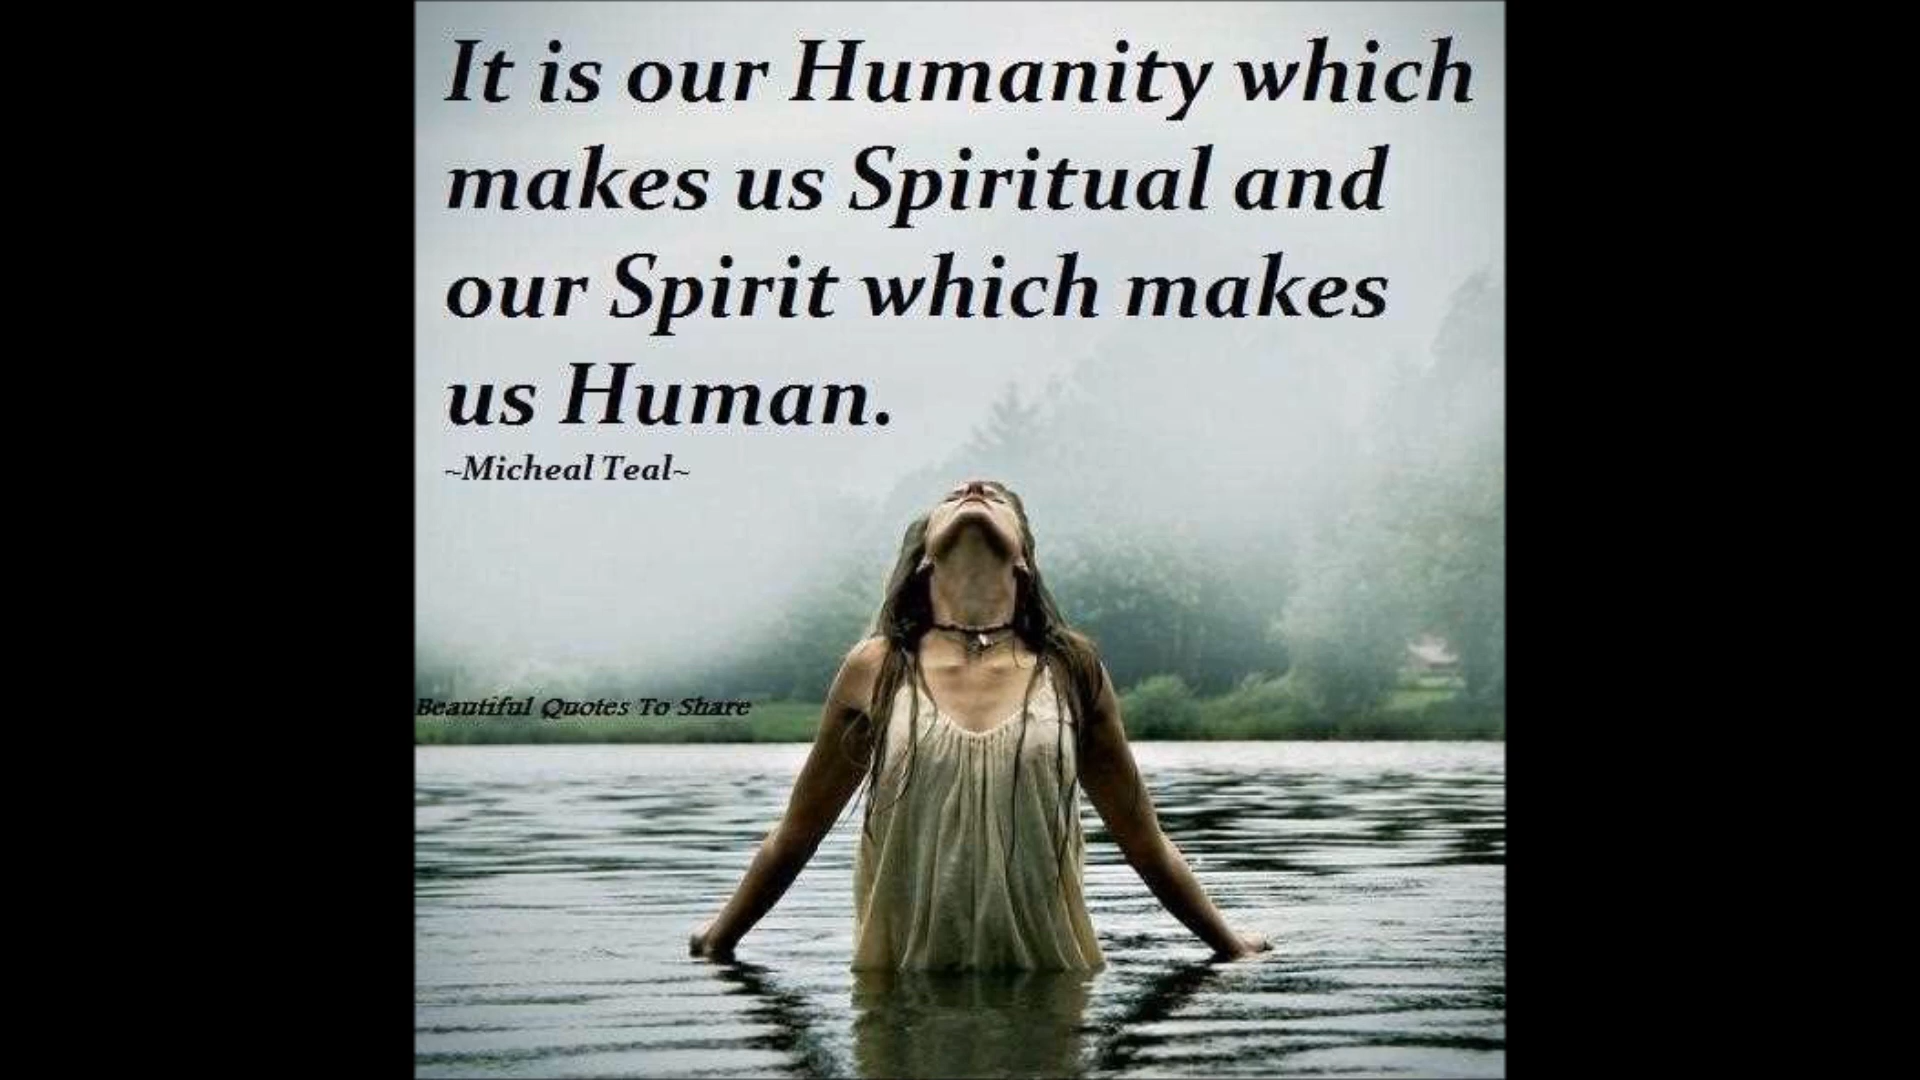 It is our Humanity which
makes us Spiritual and
our Spirit which makes
us Human.
~Micheal Teal~
Beautiful Quotes To Share